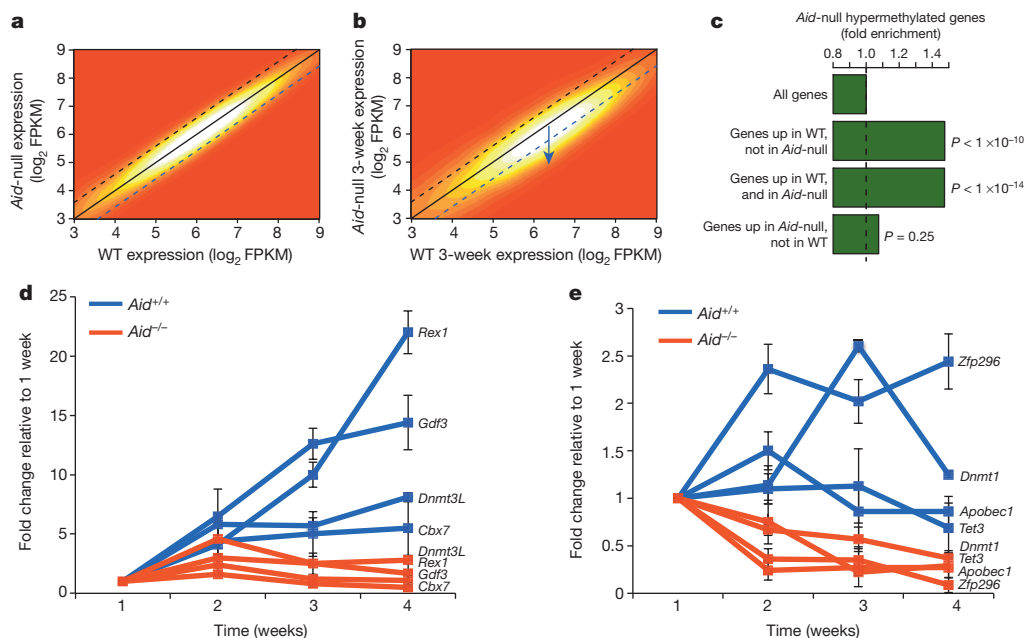 a
Aid-null expression
(log2 FPKM)
9
8
7
6
5
4
3
3 4 5 6 7 8 9
WT expression (log2 FPKM)
b
Aid-null 3-week expression
(log2 FPKM)
9
8
7
6
5
4
3
3 4 5 6 7 8 9
WT 3-week expression (log2 FPKM)
c
Aid-null hypermethylated genes
(fold enrichment)
0.8 1.0 1.2 1.4
All genes
Genes up in WT,
not in Aid-null
P < 1 ×10–10
Genes up in WT,
and in Aid-null
P < 1 ×10–14
Genes up in Aid-null,
not in WT
P = 0.25
d
Fold change relative to 1 week
25
20
15
10
5
0
Aid+/+
Aid–/–
Rex1
Gdf3
Dnmt3L
Cbx7
Dnmt3L
Rex1
Gdf3
Cbx7
1 2 3 4
Time (weeks)
e
Fold change relative to 1 week
3
2.5
2
1.5
1
0.5
0
Aid+/+
Aid–/–
Zfp296
Dnmt1
Apobec1
Tet3
Dnmt1
Tet3
Apobec1
Zfp296
1 2 3 4
Time (weeks)